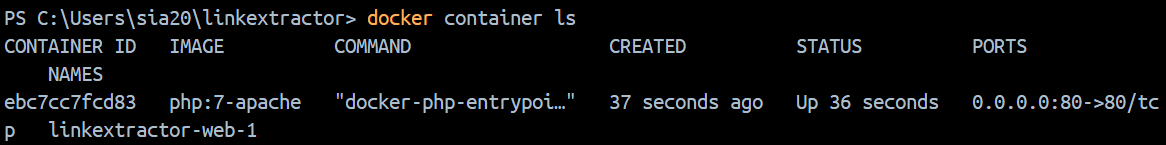 PS C:\Users\sia20\linkextractor> docker container ls
CONTAINER ID   IMAGE          COMMAND                  CREATED          STATUS          PORTS
    NAMES
ebc7cc7fcd83   php:7-apache   "docker-php-entrypoi…"   37 seconds ago   Up 36 seconds   0.0.0.0:80->80/tc
p   linkextractor-web-1